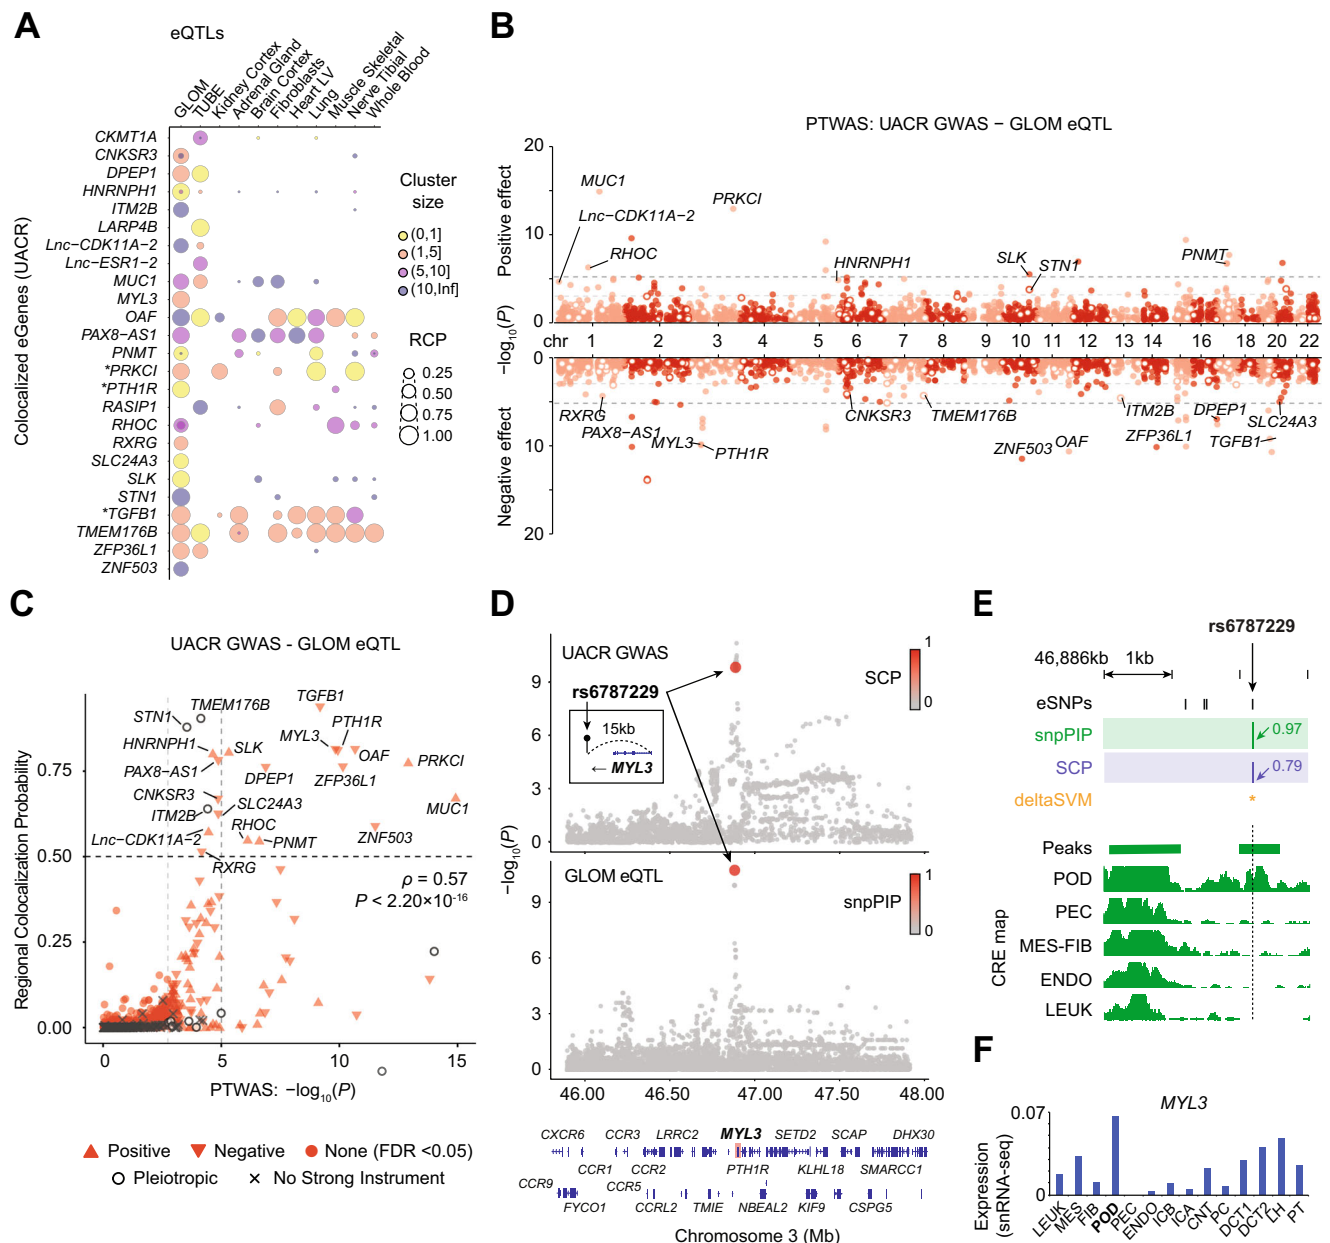 A
eQTLs
GLOM
TUBE
Kidney Cortex
Adrenal Gland
Brain Cortex
Fibroblasts
Heart LV
Lung
Muscle Skeletal
Nerve Tibial
Whole Blood
Colocalized eGenes (UACR)
CKMT1A
CNKSR3
DPEP1
HNRNPH1
ITM2B
LARP4B
Lnc−CDK11A−2
Lnc−ESR1−2
MUC1
MYL3
OAF
PAX8−AS1
PNMT
*PRKCI
*PTH1R
RASIP1
RHOC
RXRG
SLC24A3
SLK
STN1
*TGFB1
TMEM176B
ZFP36L1
ZNF503
Cluster size
(0,1]
(1,5]
(5,10]
(10,Inf]
RCP
0.25
0.50
0.75
1.00
B
PTWAS: UACR GWAS − GLOM eQTL
−log10(P)
Positive effect
Negative effect
20
10
0
MUC1
PRKCI
Lnc−CDK11A−2
RHOC
HNRNPH1
SLK
STN1
PNMT
chr 1 2 3 4 5 6 7 8 9 10 11 12 13 14 16 18 20 22
0
10
20
RXRG
PAX8−AS1
MYL3
PTH1R
CNKSR3
TMEM176B
ZNF503
OAF
ITM2B
ZFP36L1
DPEP1
TGFB1
SLC24A3
C
UACR GWAS - GLOM eQTL
Regional Colocalization Probability
0.75
0.50
0.25
0.00
TMEM176B
STN1
TGFB1
HNRNPH1
SLK
MYL3
PTH1R
OAF
PRKCI
PAX8−AS1
DPEP1
ZFP36L1
CNKSR3
SLC24A3
MUC1
ITM2B
RHOC
Lnc−CDK11A−2
PNMT
ZNF503
RXRG
ρ = 0.57
P < 2.20×10-16
0 5 10 15
PTWAS: −log10(P)
Positive
Negative
None (FDR <0.05)
Pleiotropic
No Strong Instrument
D
UACR GWAS
rs6787229
15kb
← MYL3
SCP
1
0
9
6
3
0
−log10(P)
GLOM eQTL
snpPIP
1
0
9
6
3
0
46.00 46.50 47.00 47.50 48.00
CXCR6 CCR3 LRRC2 MYL3 SETD2 SCAP DHX30
CCR1 CCR2 PTH1R KLHL18 SMARCC1
CCR9 CCR5
FYCO1 CCRL2 TMIE NBEAL2 KIF9 CSPG5
Chromosome 3 (Mb)
E
rs6787229
46,886kb 1kb
eSNPs
snpPIP 0.97
SCP 0.79
deltaSVM *
CRE map
Peaks
POD
PEC
MES-FIB
ENDO
LEUK
F
MYL3
Expression (snRNA-seq)
0.07
0
LEUK
MES
FIB
POD
PEC
ENDO
ICB
ICA
CNT
PC
DCT1
DCT2
LH
PT